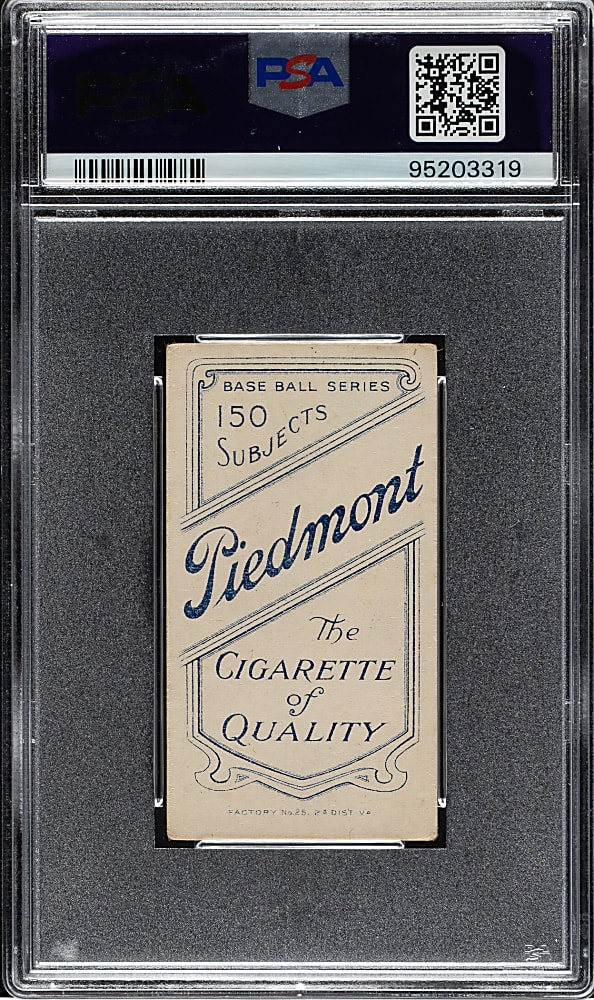 PSA
95203319
BASE BALL SERIES
150
SUBJECTS
Piedmont
The
CIGARETTE
of
QUALITY
FACTORY No.25, 2D DIST. VA